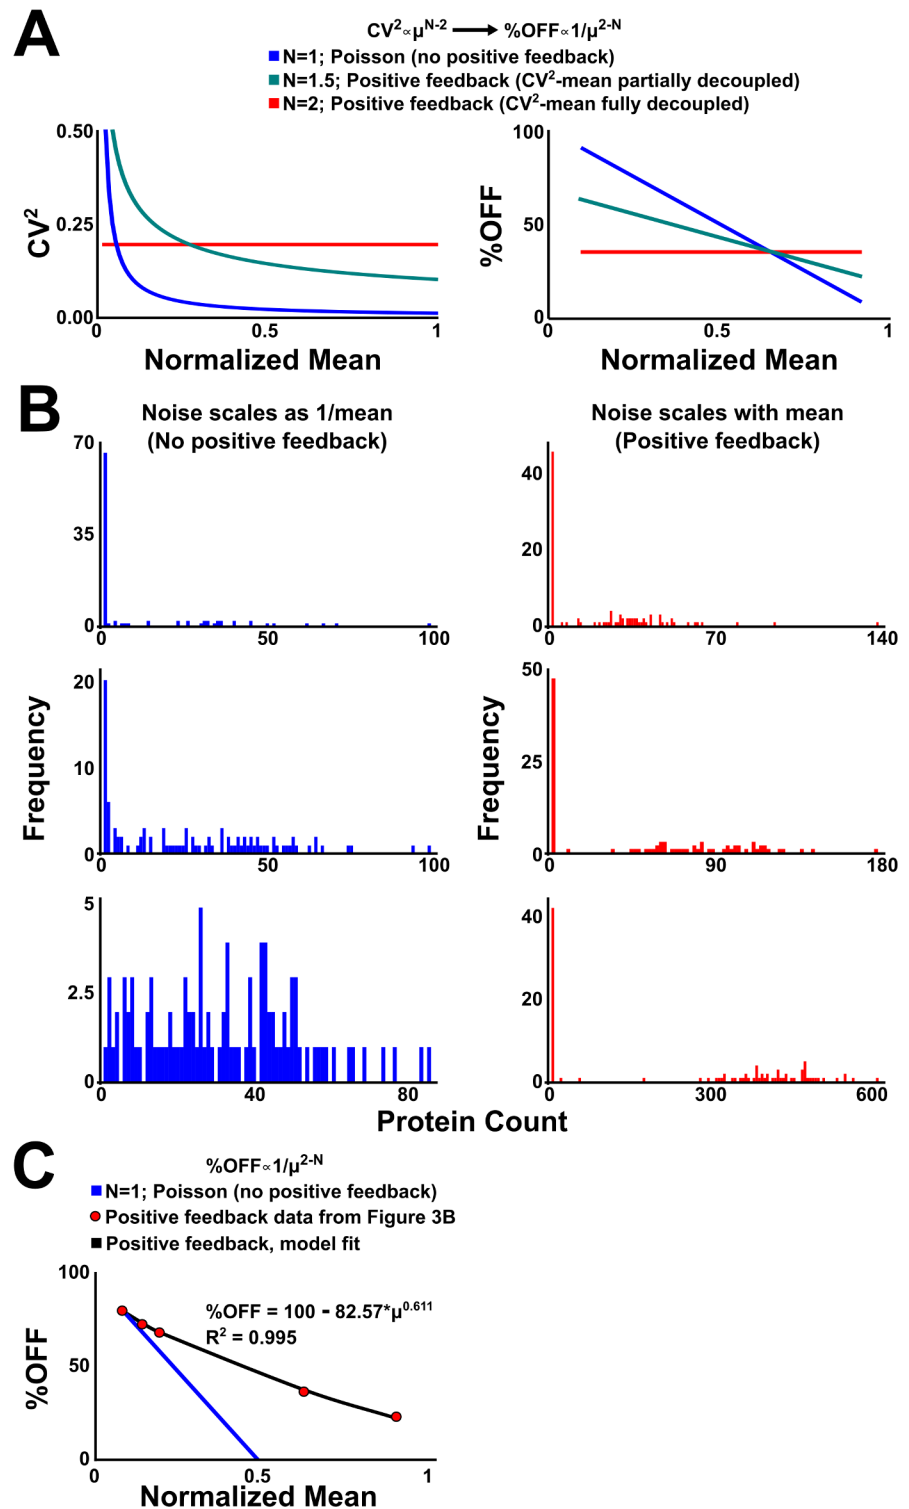 A
CV²∝µᴺ⁻² → %OFF∝1/µ²⁻ᴺ
N=1; Poisson (no positive feedback)
N=1.5; Positive feedback (CV²-mean partially decoupled)
N=2; Positive feedback (CV²-mean fully decoupled)
0.50
0.25
0.00
CV²
0
0.5
1
Normalized Mean
100
50
0
%OFF
0
0.5
1
Normalized Mean
B
Noise scales as 1/mean
(No positive feedback)
Noise scales with mean
(Positive feedback)
70
35
0
0
50
100
40
20
0
0
70
140
Frequency
20
10
0
0
50
100
Frequency
50
25
0
0
90
180
5
2.5
0
0
40
80
40
20
0
0
300
600
Protein Count
C
%OFF∝1/µ²⁻ᴺ
N=1; Poisson (no positive feedback)
Positive feedback data from Figure 3B
Positive feedback, model fit
100
50
0
%OFF
%OFF = 100 - 82.57*µ⁰·⁶¹¹
R² = 0.995
0
0.5
1
Normalized Mean